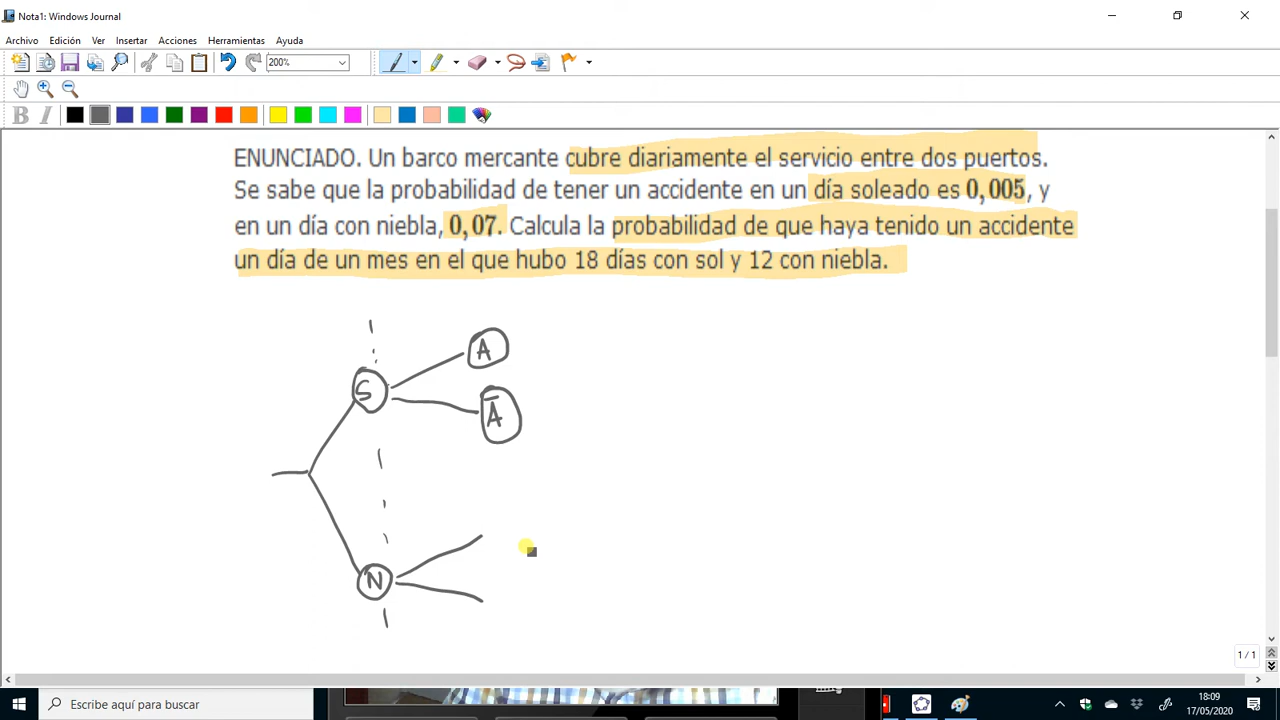 Nota1: Windows Journal
Archivo Edición Ver Insertar Acciones Herramientas Ayuda
200%
B I
ENUNCIADO. Un barco mercante cubre diariamente el servicio entre dos puertos.
Se sabe que la probabilidad de tener un accidente en un día soleado es 0,005, y
en un día con niebla, 0,07. Calcula la probabilidad de que haya tenido un accidente
un día de un mes en el que hubo 18 días con sol y 12 con niebla.
A
S
Ā
N
1 / 1
Escribe aquí para buscar
18:09
17/05/2020